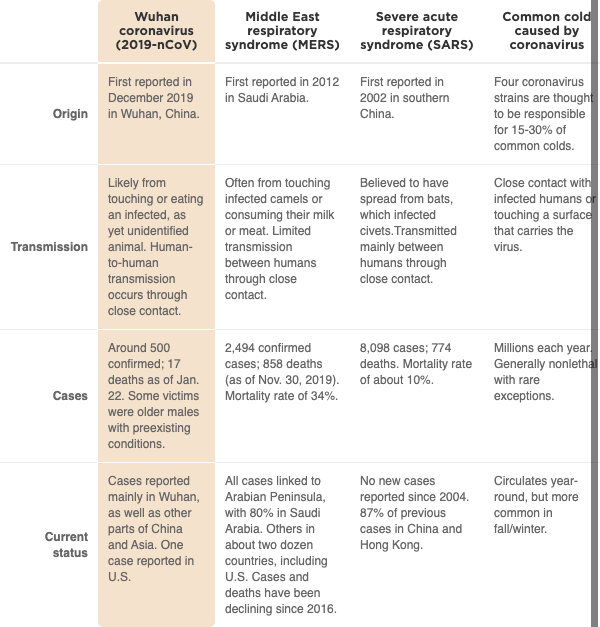 Wuhan
coronavirus
(2019-nCoV)
Middle East
respiratory
syndrome (MERS)
Severe acute
respiratory
syndrome (SARS)
Common cold
caused by
coronavirus
Origin
First reported in
December 2019
in Wuhan, China.
First reported in 2012
in Saudi Arabia.
First reported in
2002 in southern
China.
Four coronavirus
strains are thought
to be responsible
for 15-30% of
common colds.
Transmission
Likely from
touching or eating
an infected, as
yet unidentified
animal. Human-
to-human
transmission
occurs through
close contact.
Often from touching
infected camels or
consuming their milk
or meat. Limited
transmission
between humans
through close
contact.
Believed to have
spread from bats,
which infected
civets.Transmitted
mainly between
humans through
close contact.
Close contact with
infected humans or
touching a surface
that carries the
virus.
Cases
Around 500
confirmed; 17
deaths as of Jan.
22. Some victims
were older males
with preexisting
conditions.
2,494 confirmed
cases; 858 deaths
(as of Nov. 30, 2019).
Mortality rate of 34%.
8,098 cases; 774
deaths. Mortality rate
of about 10%.
Millions each year.
Generally nonlethal
with rare
exceptions.
Current
status
Cases reported
mainly in Wuhan,
as well as other
parts of China
and Asia. One
case reported in
U.S.
All cases linked to
Arabian Peninsula,
with 80% in Saudi
Arabia. Others in
about two dozen
countries, including
U.S. Cases and
deaths have been
declining since 2016.
No new cases
reported since 2004.
87% of previous
cases in China and
Hong Kong.
Circulates year-
round, but more
common in
fall/winter.